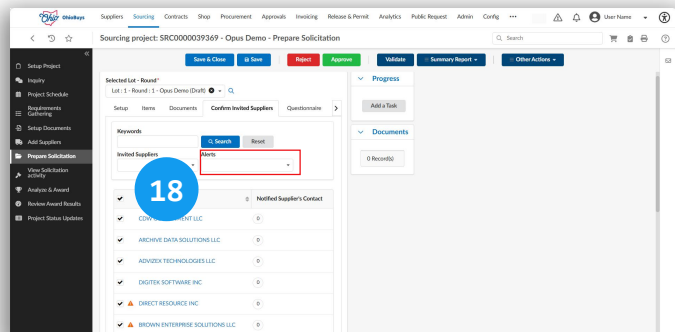 OhioBuys Suppliers Sourcing Contracts Shop Procurement Approvals Invoicing Release & Permit Analytics Public Request Admin Config ••• User Name
Sourcing project: SRC0000039369 - Opus Demo - Prepare Solicitation Search
Save & Close Save Reject Approve Validate Summary Report Other Actions
Setup Project
Inquiry
Project Schedule
Requirements
Gathering
Setup Documents
Add Suppliers
Prepare Solicitation
View Solicitation
activity
Analyze & Award
Review Award Results
Project Status Updates
Selected Lot - Round*
Lot : 1 - Round : 1 - Opus Demo (Draft)
Setup Items Documents Confirm Invited Suppliers Questionnaire
Keywords
Search Reset
Invited Suppliers Alerts
18
Notified Supplier's Contact
ARCHIVE DATA SOLUTIONS LLC 0
ADVIZEX TECHNOLOGIES LLC 0
DIGITEK SOFTWARE INC 0
DIRECT RESOURCE INC 0
BROWN ENTERPRISE SOLUTIONS LLC 0
Progress
Add a Task
Documents
0 Record(s)